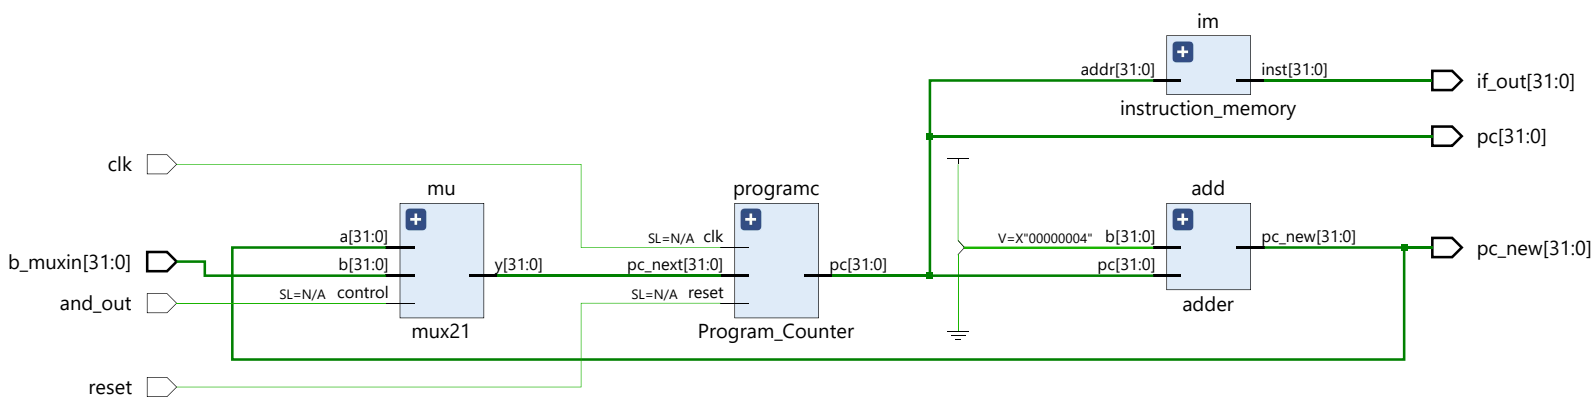 im
addr[31:0]
inst[31:0]
if_out[31:0]
instruction_memory
pc[31:0]
clk
mu
programc
add
a[31:0]
SL=N/A clk
V=X"00000004" b[31:0]
pc_new[31:0]
pc_new[31:0]
b_muxin[31:0]
b[31:0]
y[31:0]
pc_next[31:0]
pc[31:0]
pc[31:0]
and_out
SL=N/A control
SL=N/A reset
adder
mux21
Program_Counter
reset